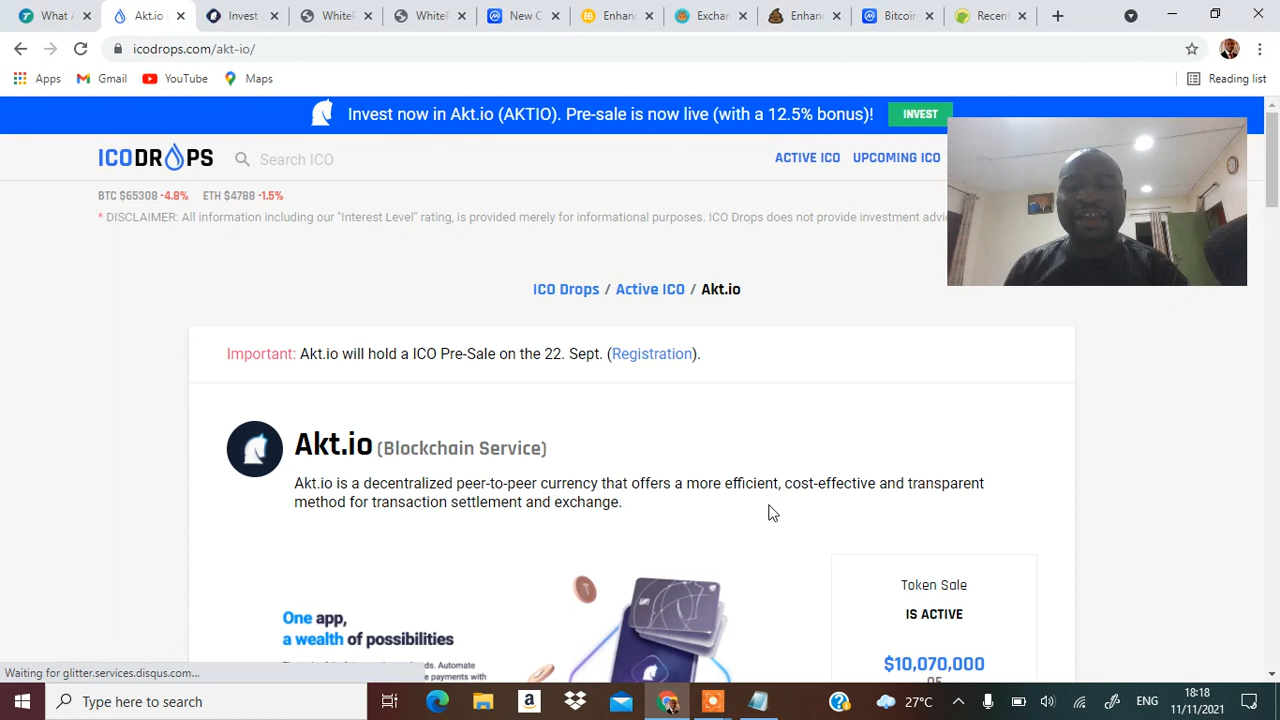 What A
Akt.io
Invest
WhiteP
WhiteP
New C
Enhanc
Exchan
Enhanc
Bitcoin
Recent
icodrops.com/akt-io/
Apps
Gmail
YouTube
Maps
Reading list
Invest now in Akt.io (AKTIO). Pre-sale is now live (with a 12.5% bonus)!
INVEST
ICODROPS
Search ICO
ACTIVE ICO
UPCOMING ICO
BTC $65308 -4.8% ETH $4788 -1.5%
* DISCLAIMER: All information including our "Interest Level" rating, is provided merely for informational purposes. ICO Drops does not provide investment advi
ICO Drops / Active ICO / Akt.io
Important: Akt.io will hold a ICO Pre-Sale on the 22. Sept. (Registration).
Akt.io (Blockchain Service)
Akt.io is a decentralized peer-to-peer currency that offers a more efficient, cost-effective and transparent
method for transaction settlement and exchange.
Token Sale
IS ACTIVE
$10,070,000
OF
One app,
a wealth of possibilities
Waiting for glitter.services.disqus.com...
Type here to search
27°C
ENG
18:18
11/11/2021